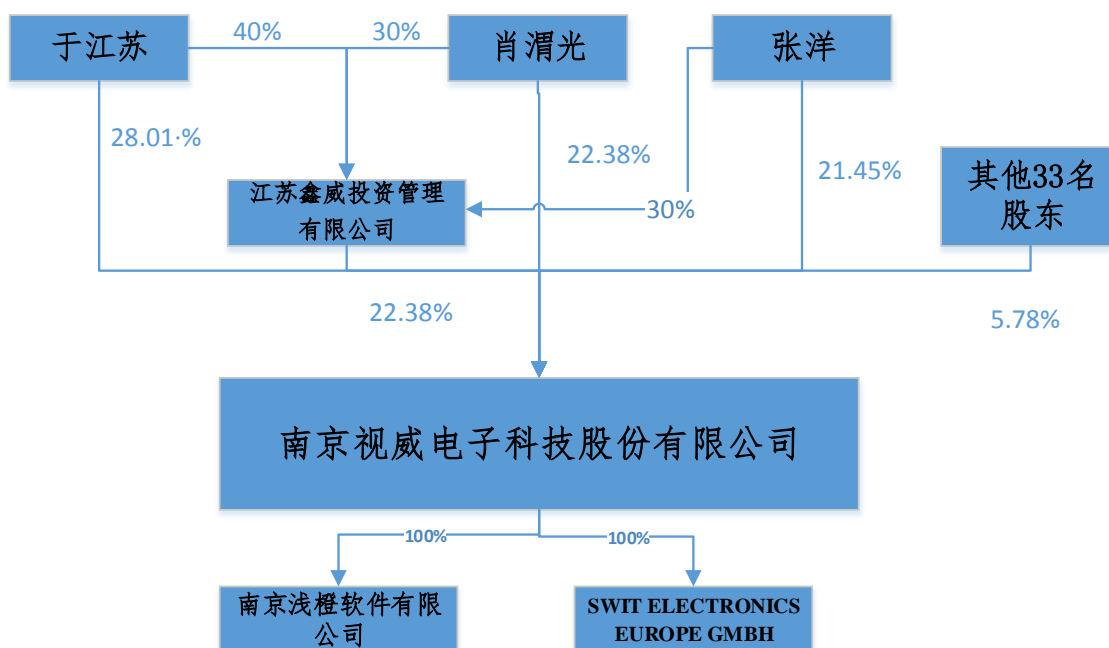 于江苏
40%
30%
肖渭光
张洋
28.01·%
22.38%
21.45%
其他33名
股东
江苏鑫威投资管理
有限公司
30%
22.38%
5.78%
南京视威电子科技股份有限公司
100%
100%
南京浅橙软件有限
公司
SWIT ELECTRONICS
EUROPE GMBH